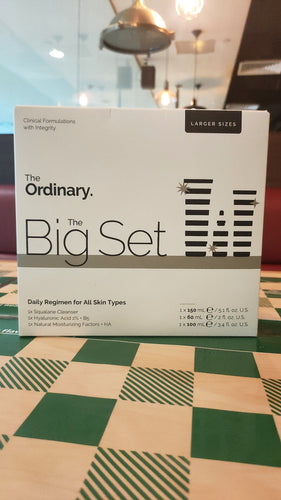 Clinical Formulations
with Integrity
LARGER SIZES
The
Ordinary.
The
Big Set
Daily Regimen for All Skin Types
1x Squalane Cleanser
1x Hyaluronic Acid 2% + B5
1x Natural Moisturizing Factors + HA
1 x 150 mL ℮ / 5.1 fl. oz. U.S.
1 x 60 mL ℮ / 2 fl. oz. U.S.
1 x 100 mL ℮ / 3.4 fl. oz. U.S.